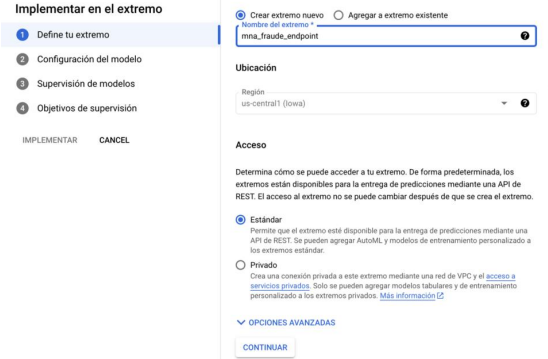 Implementar en el extremo
1 Define tu extremo
2 Configuración del modelo
3 Supervisión de modelos
4 Objetivos de supervisión
IMPLEMENTAR CANCEL
Crear extremo nuevo Agregar a extremo existente
Nombre del extremo *
mna_fraude_endpoint
Ubicación
Región
us-central1 (Iowa)
Acceso
Determina cómo se puede acceder a tu extremo. De forma predeterminada, los
extremos están disponibles para la entrega de predicciones mediante una API de
REST. El acceso al extremo no se puede cambiar después de que se crea el extremo.
Estándar
Permite que el extremo esté disponible para la entrega de predicciones mediante una
API de REST. Se pueden agregar AutoML y modelos de entrenamiento personalizado a
los extremos estándar.
Privado
Crea una conexión privada a este extremo mediante una red de VPC y el acceso a
servicios privados. Solo se pueden agregar modelos tabulares y de entrenamiento
personalizado a los extremos privados. Más información
OPCIONES AVANZADAS
CONTINUAR